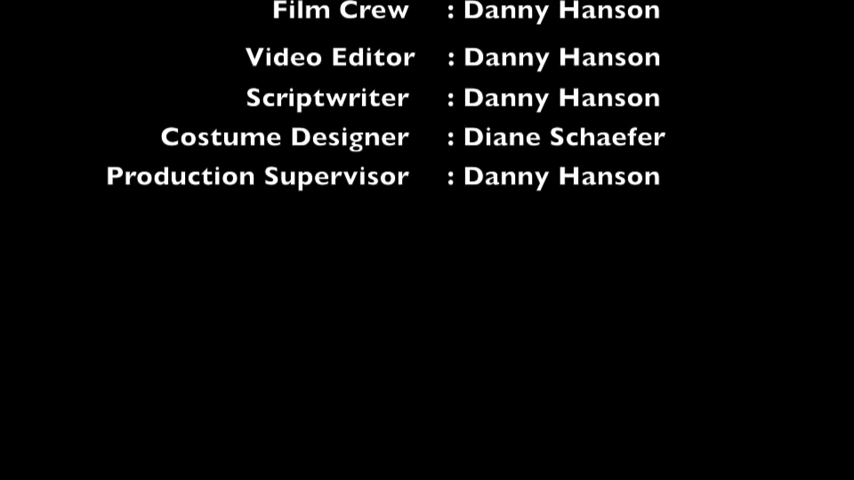 Film Crew : Danny Hanson
Video Editor : Danny Hanson
Scriptwriter : Danny Hanson
Costume Designer : Diane Schaefer
Production Supervisor : Danny Hanson